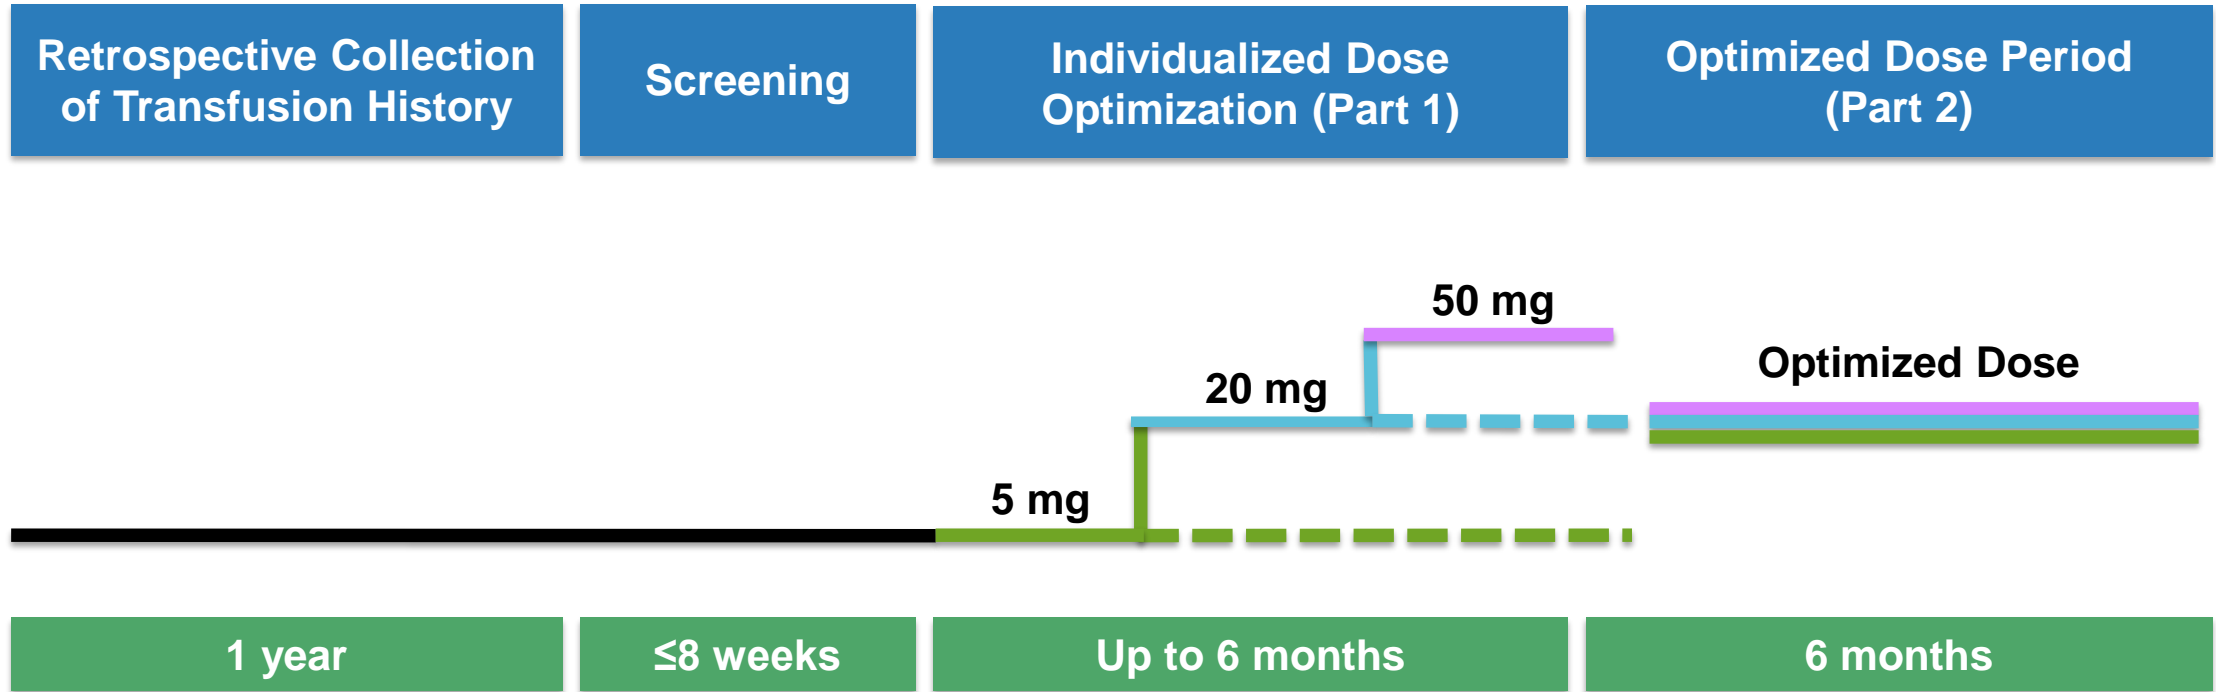 Retrospective Collection
of Transfusion History
Screening
Individualized Dose
Optimization (Part 1)
Optimized Dose Period
(Part 2)
50 mg
Optimized Dose
20 mg
5 mg
1 year
≤8 weeks
Up to 6 months
6 months